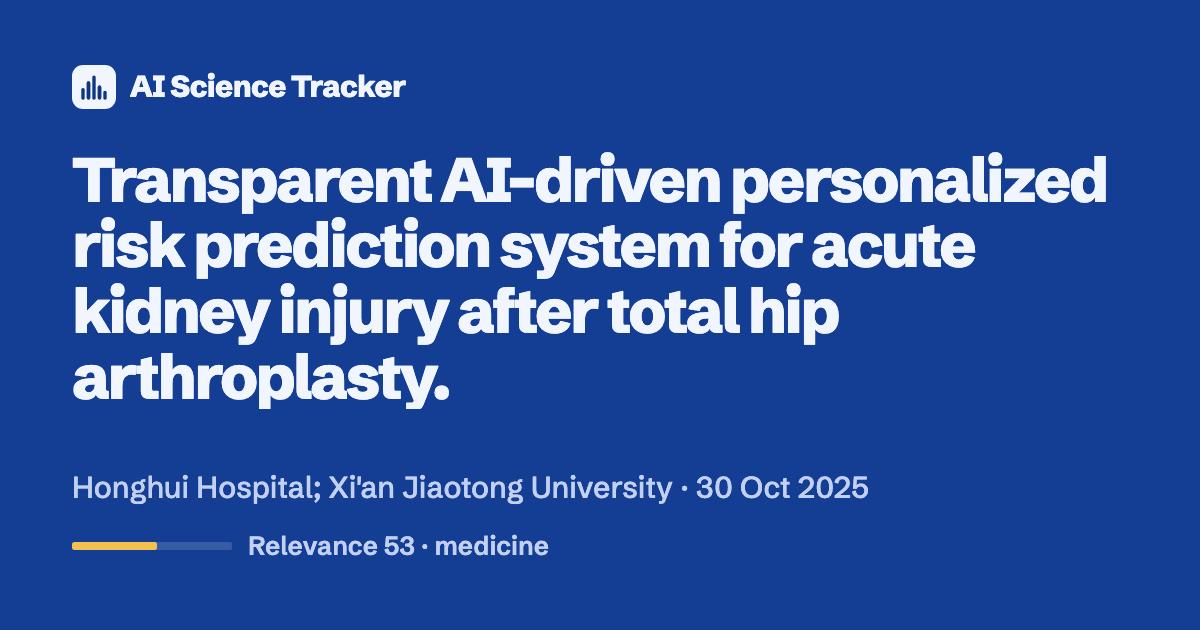 AI Science Tracker
Transparent AI-driven personalized
risk prediction system for acute
kidney injury after total hip
arthroplasty.
Honghui Hospital; Xi'an Jiaotong University · 30 Oct 2025
Relevance 53 · medicine